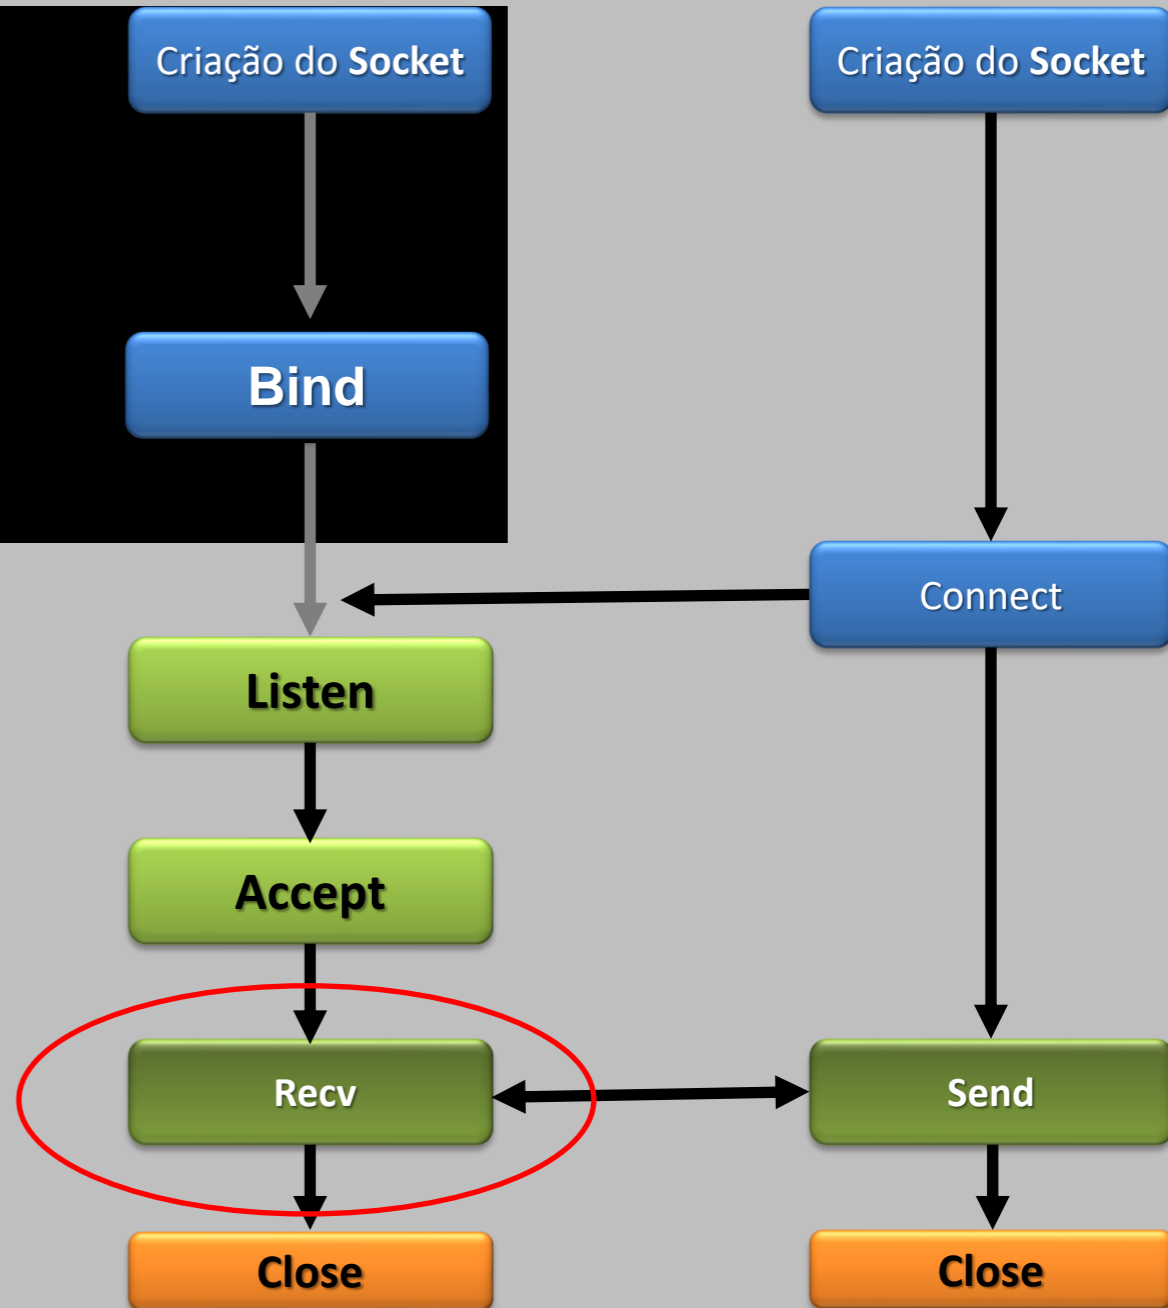 Criação do Socket
Criação do Socket
Bind
Connect
Listen
Accept
Recv
Send
Close
Close